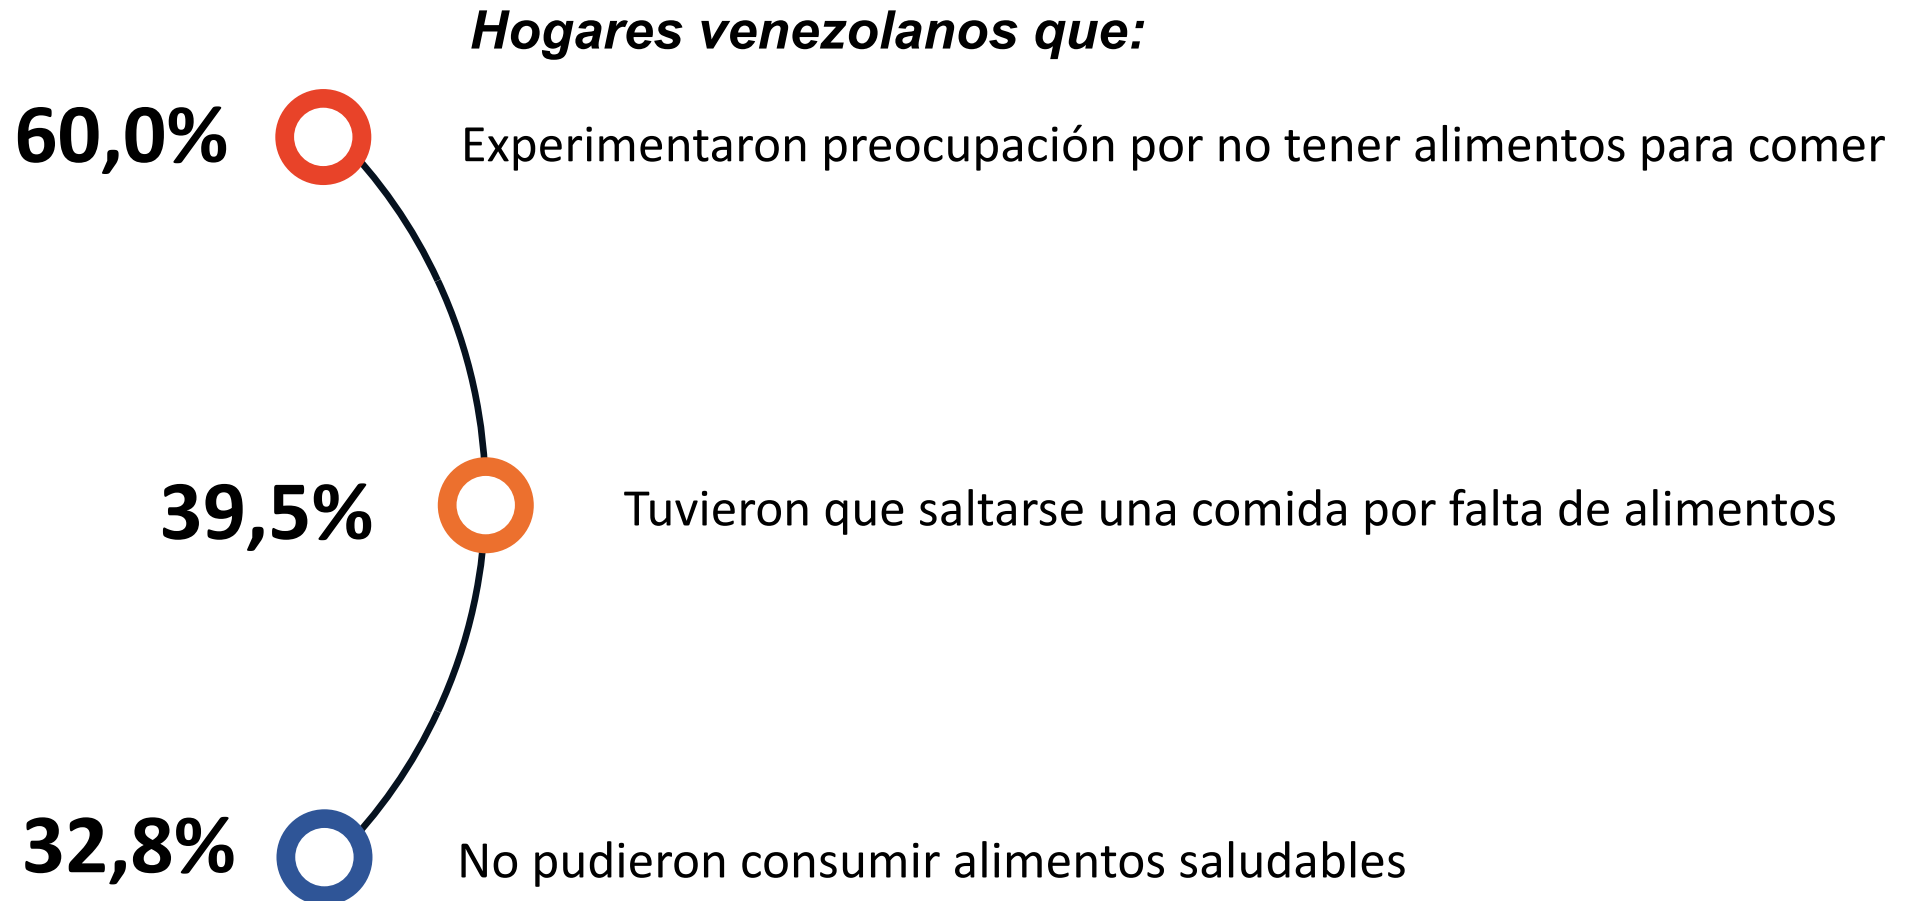 Hogares venezolanos que:
60,0%
Experimentaron preocupación por no tener alimentos para comer
39,5%
Tuvieron que saltarse una comida por falta de alimentos
32,8%
No pudieron consumir alimentos saludables